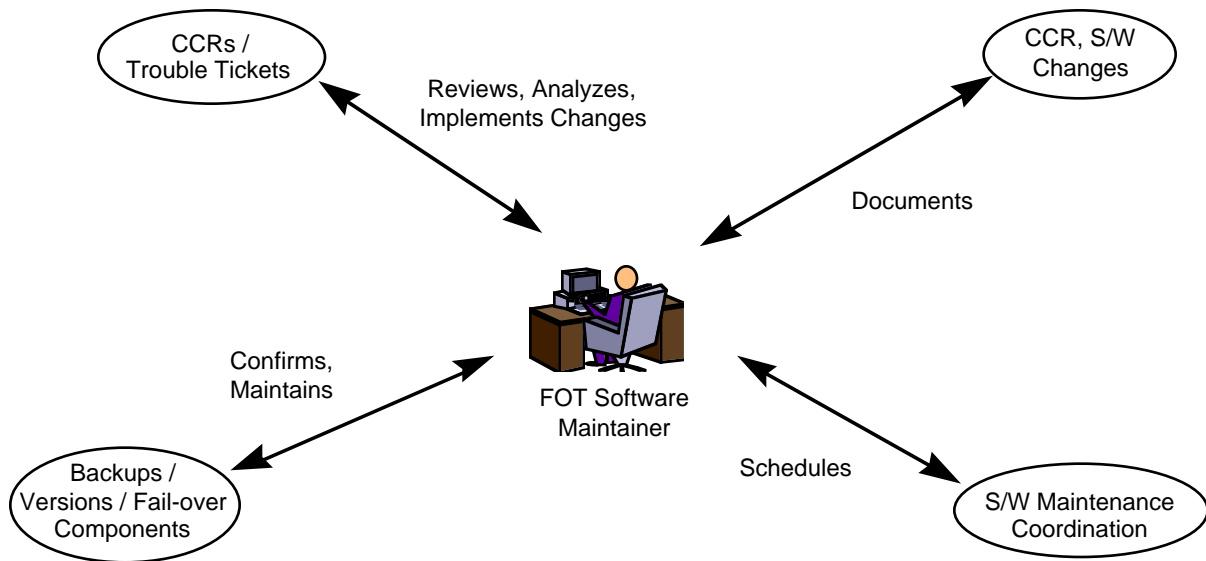 CCRs /
Trouble Tickets
CCR, S/W
Changes
Reviews, Analyzes,
Implements Changes
Documents
Confirms,
Maintains
FOT Software
Maintainer
Schedules
Backups /
Versions / Fail-over
Components
S/W Maintenance
Coordination